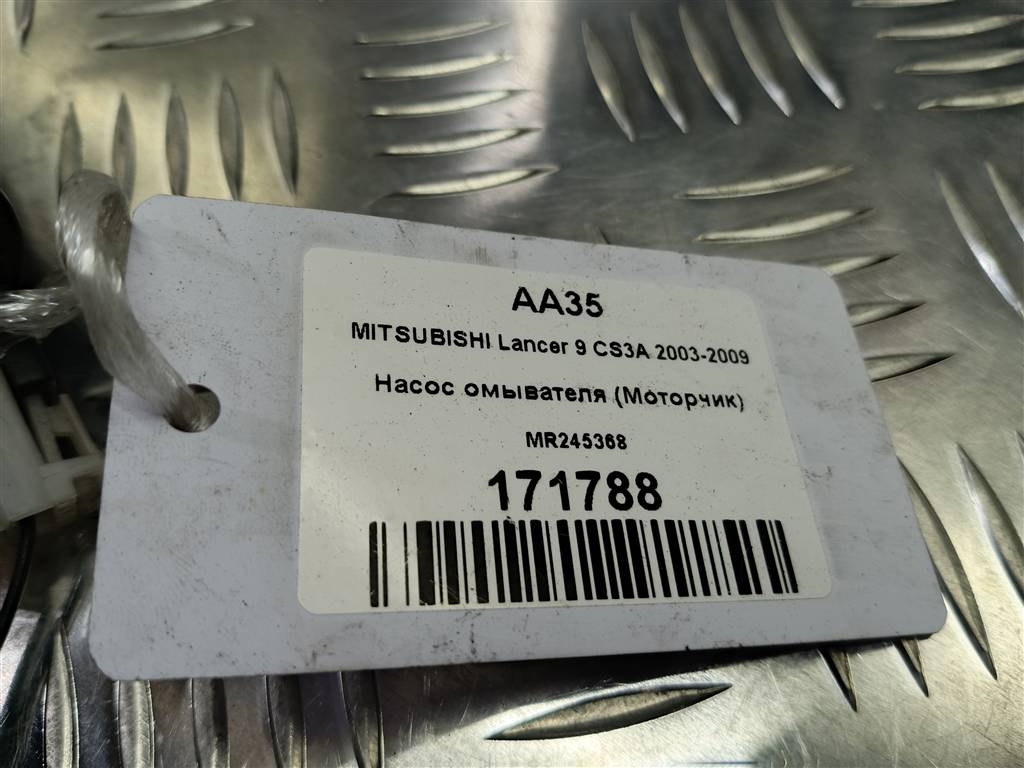 AA35
MITSUBISHI Lancer 9 CS3A 2003-2009
Насос омывателя (Моторчик)
MR245368
171788